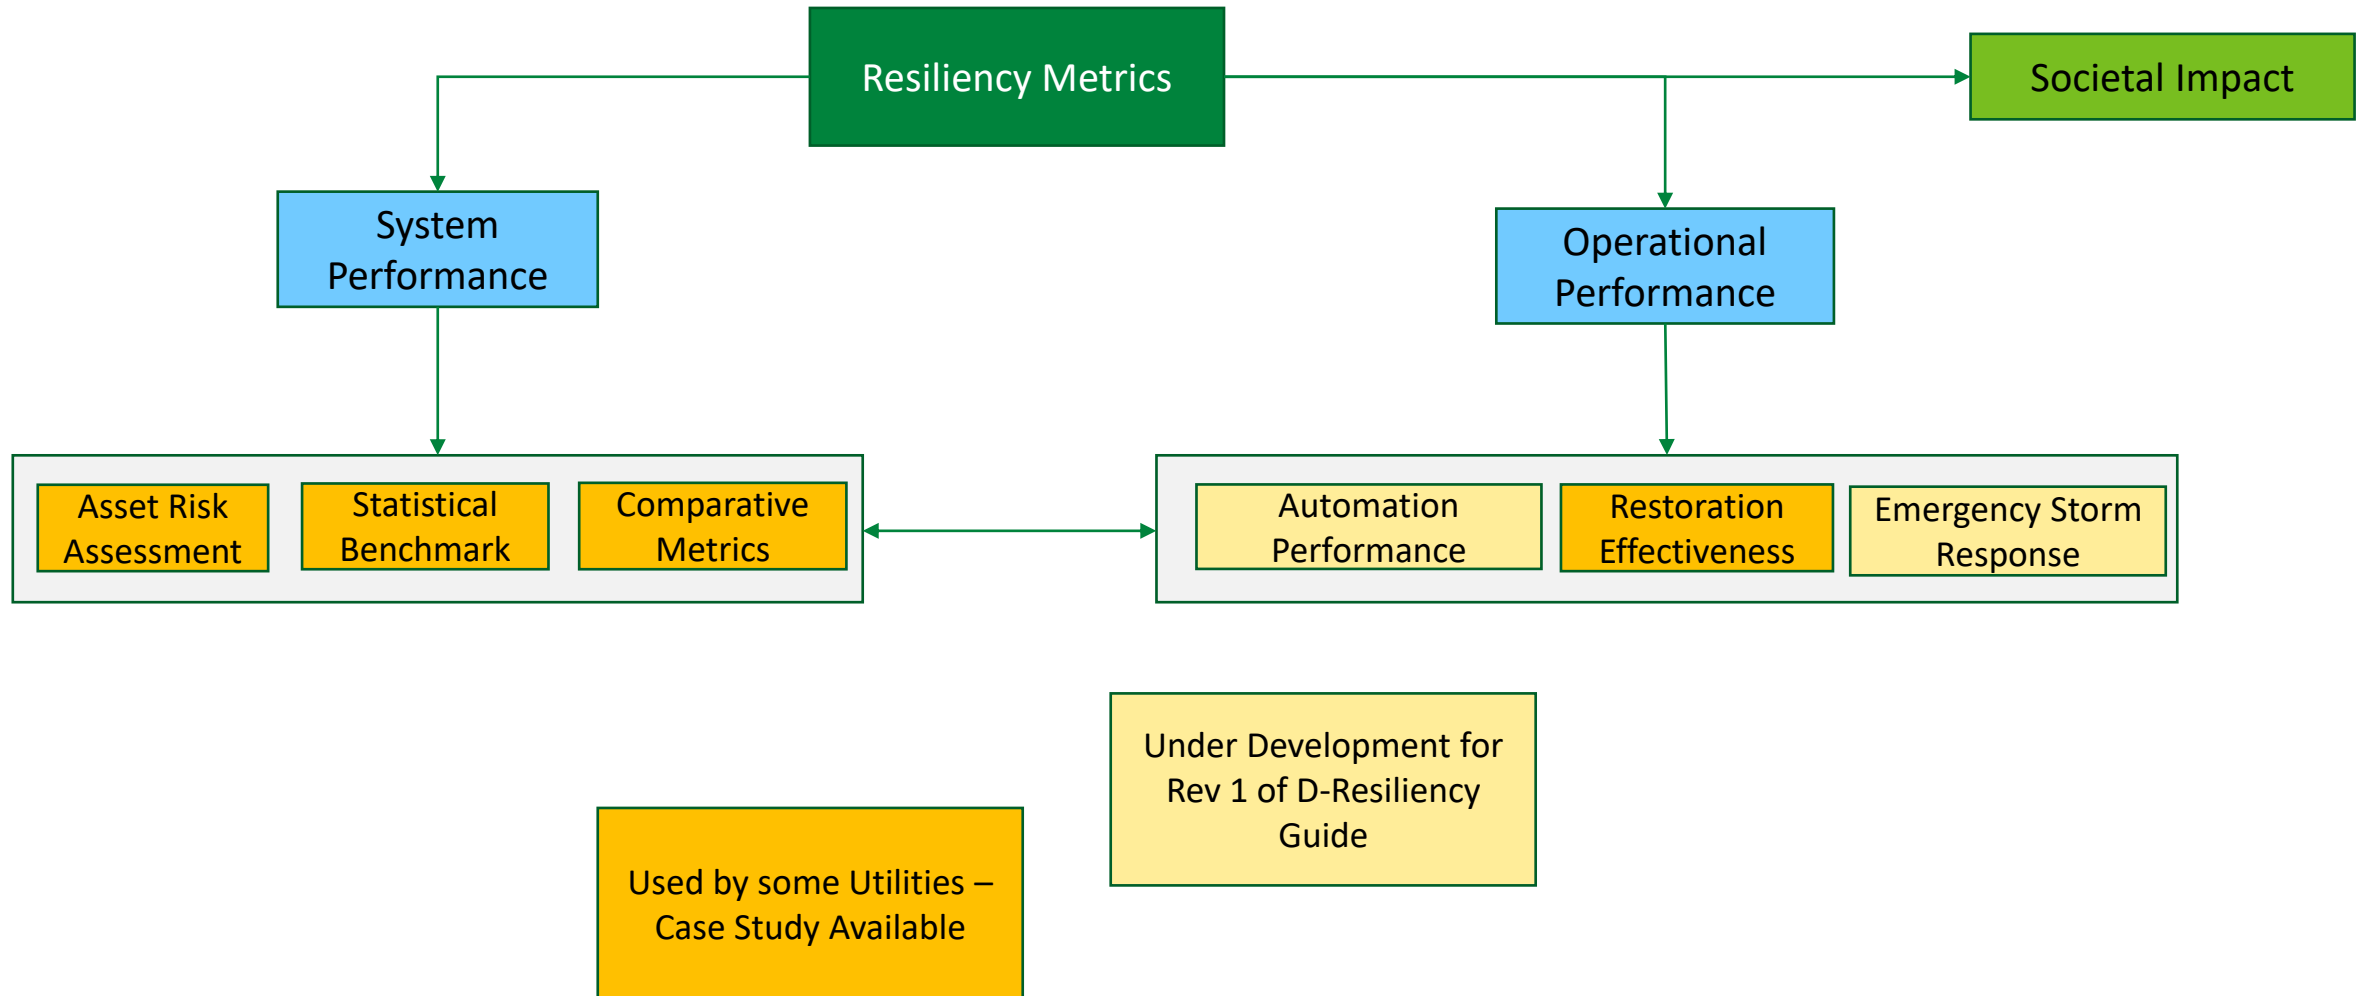 Resiliency Metrics
Societal Impact
System
Performance
Operational
Performance
Asset Risk
Assessment
Statistical
Benchmark
Comparative
Metrics
Automation
Performance
Restoration
Effectiveness
Emergency Storm
Response
Under Development for
Rev 1 of D-Resiliency
Guide
Used by some Utilities –
Case Study Available